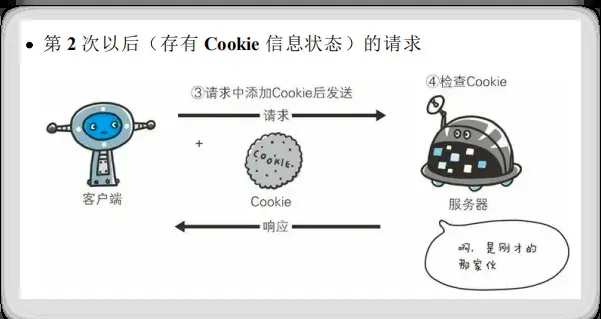 • 第 2 次以后（存有 Cookie 信息状态）的请求
③请求中添加Cookie后发送
④检查Cookie
请求
+
COOKIE
客户端
Cookie
服务器
响应
啊，是刚才的
那家伙